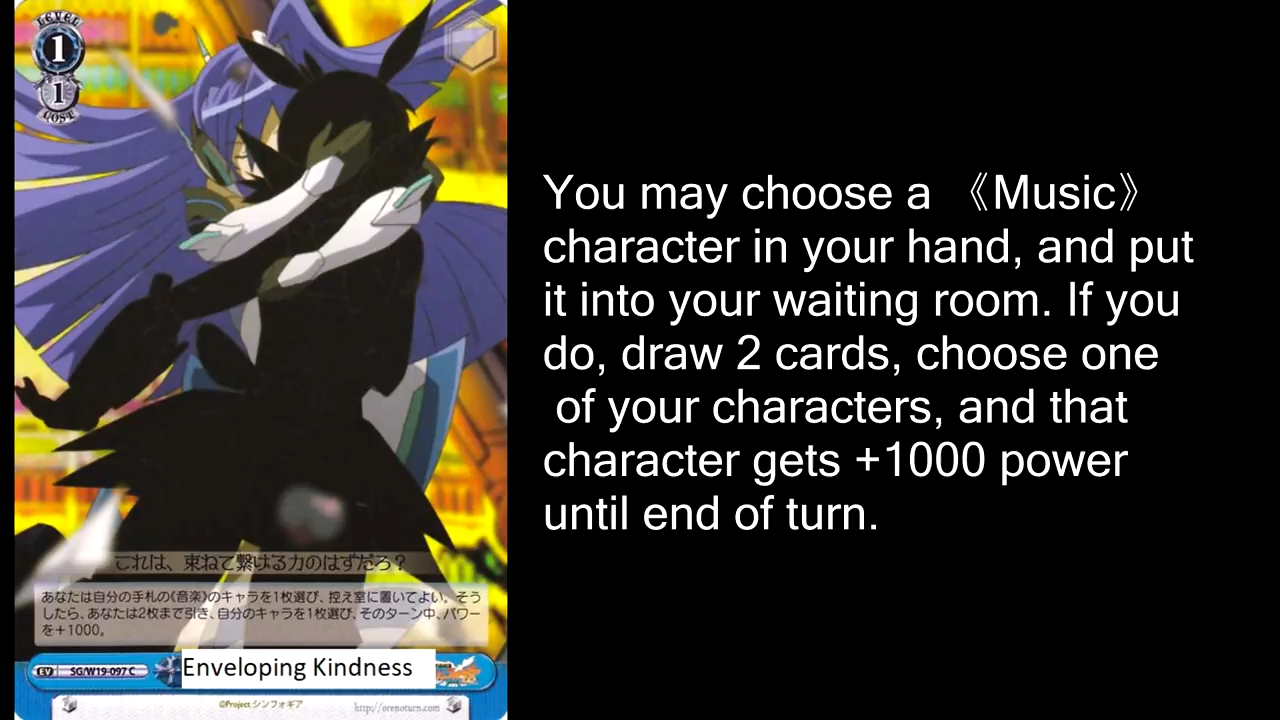 LEVEL
1
1
COST
これは、束ねて繋げる力のはずだろ？
あなたは自分の手札の《音楽》のキャラを1枚選び、控え室に置いてよい。そう
したら、あなたは2枚まで引き、自分のキャラを1枚選び、そのターン中、パワー
を＋1000。
EV SG/W19-097 C
Enveloping Kindness
©Project シンフォギア
http://orenoturn.com
You may choose a 《Music》
character in your hand, and put
it into your waiting room. If you
do, draw 2 cards, choose one
of your characters, and that
character gets +1000 power
until end of turn.